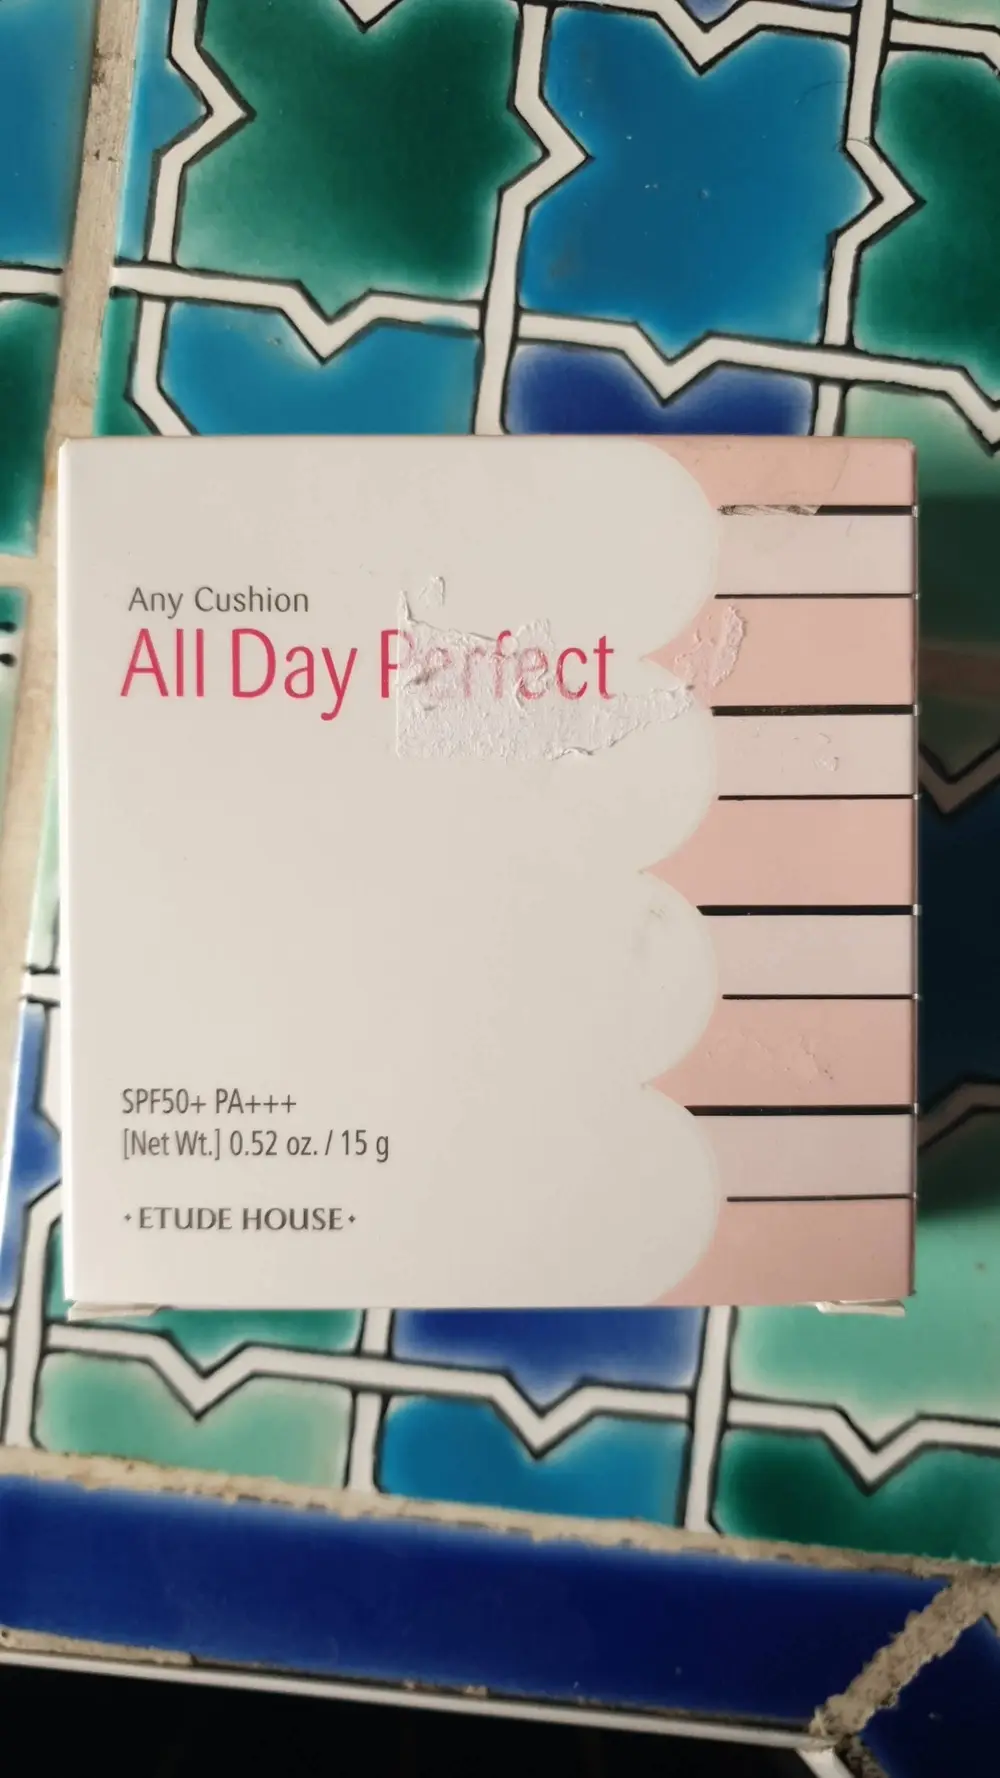 Any Cushion
All Day Perfect
SPF50+ PA+++
[Net Wt.] 0.52 oz. / 15 g
ETUDE HOUSE